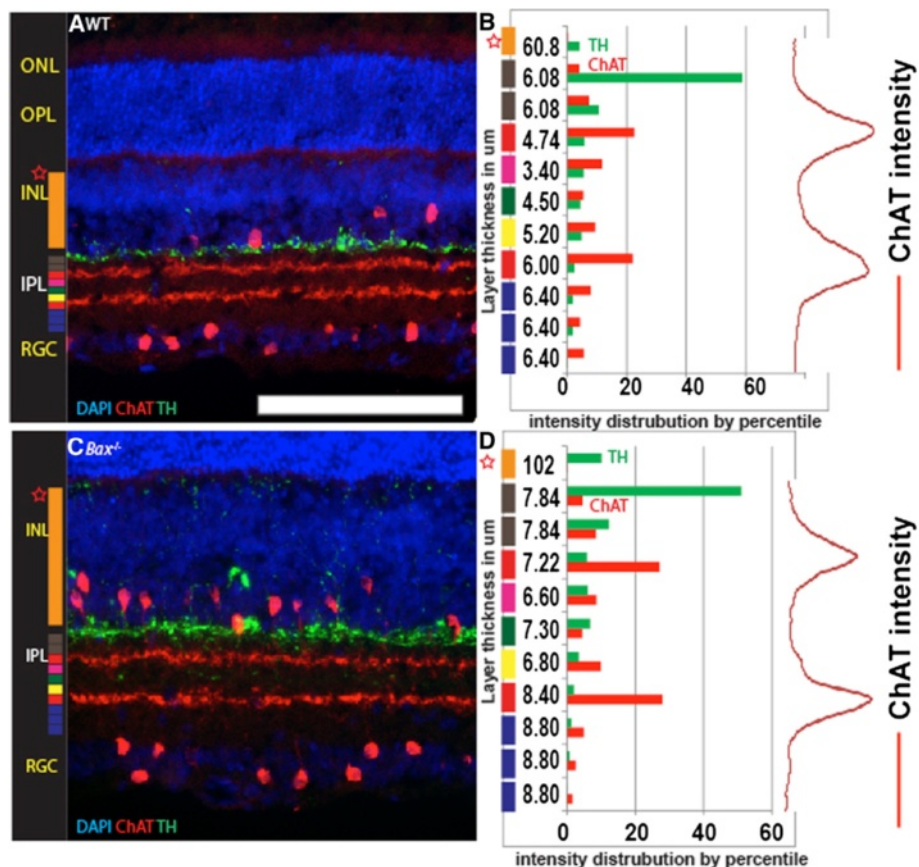 A WT
ONL
OPL
INL
IPL
RGC
DAPI ChAT TH
B
Layer thickness in um
60.8
6.08
6.08
4.74
3.40
4.50
5.20
6.00
6.40
6.40
6.40
TH
ChAT
0 20 40 60
intensity distrubution by percentile
ChAT intensity
C Bax-/-
INL
IPL
RGC
DAPI ChAT TH
D
Layer thickness in um
102
7.84
7.84
7.22
6.60
7.30
6.80
8.40
8.80
8.80
8.80
TH
ChAT
0 20 40 60
intensity distrubution by percentile
ChAT intensity